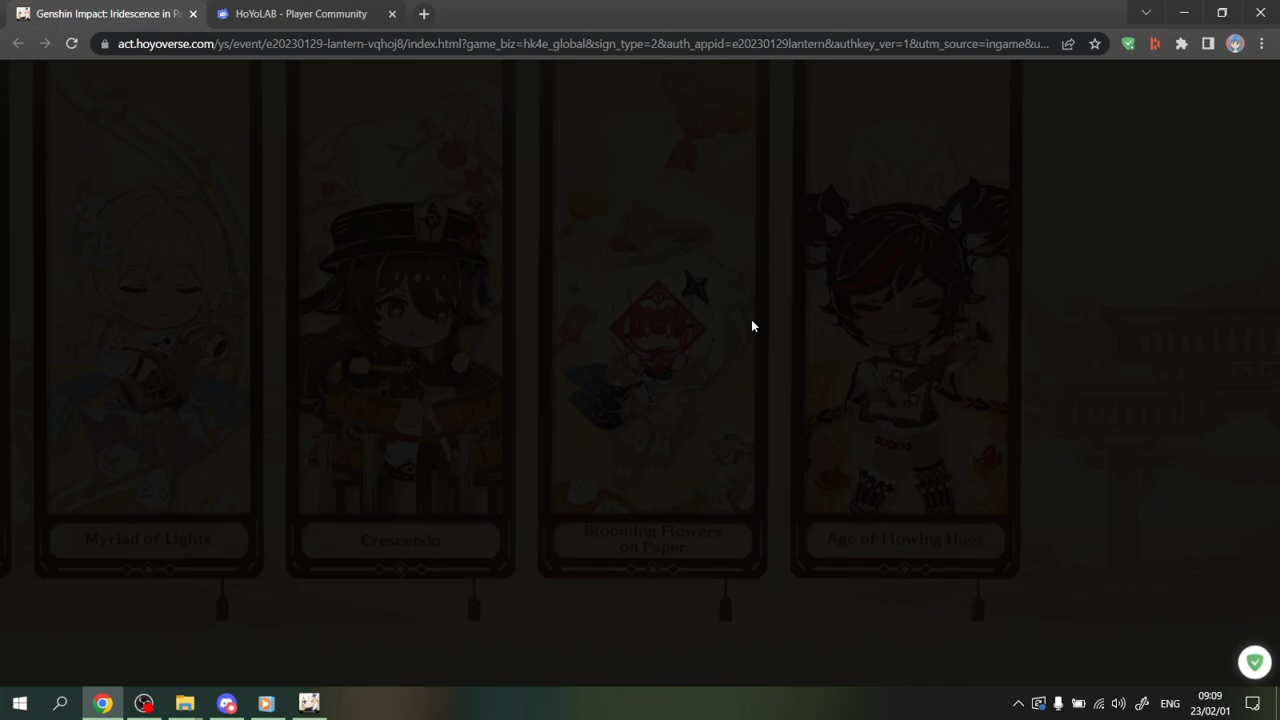 Genshin Impact: Iridescence in Po
HoYoLAB - Player Community
act.hoyoverse.com/ys/event/e20230129-lantern-vqhoj8/index.html?game_biz=hk4e_global&sign_type=2&auth_appid=e20230129lantern&authkey_ver=1&utm_source=ingame&u...
Myriad of Lights
Crescendo
Blooming Flowers
on Paper
Age of Flowing Hues
ENG
09:09
23/02/01